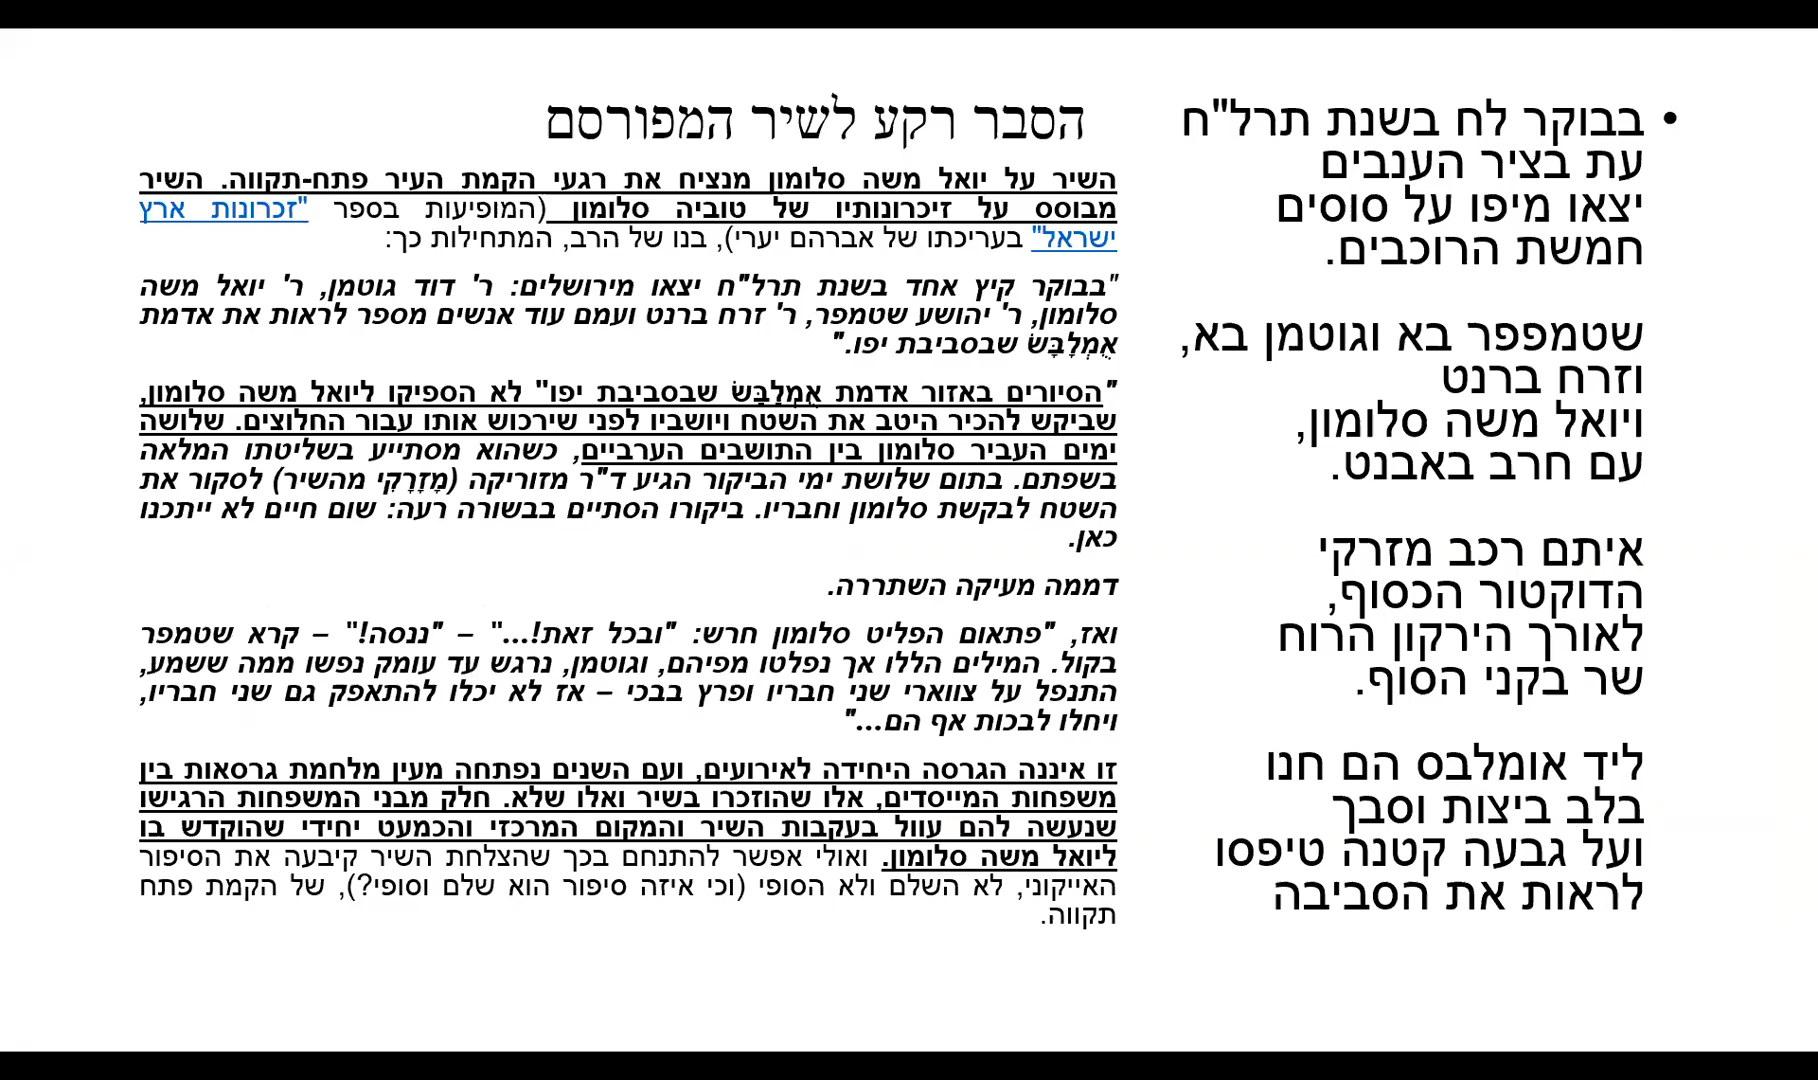 • בבוקר לח בשנת תרל"ח
עת בציר הענבים
יצאו מיפו על סוסים
חמשת הרוכבים.
שטמפפר בא וגוטמן בא,
וזרח ברנט
ויואל משה סלומון,
עם חרב באבנט.
איתם רכב מזרקי
הדוקטור הכסוף,
לאורך הירקון הרוח
שר בקני הסוף.
ליד אומלבס הם חנו
בלב ביצות וסבך
ועל גבעה קטנה טיפסו
לראות את הסביבה
הסבר רקע לשיר המפורסם
השיר על יואל משה סלומון מנציח את רגעי הקמת העיר פתח-תקווה. השיר
מבוסס על זיכרונותיו של טוביה סלומון (המופיעות בספר "זכרונות ארץ
ישראל" בעריכתו של אברהם יערי), בנו של הרב, המתחילות כך:
"בבוקר קיץ אחד בשנת תרל"ח יצאו מירושלים: ר' דוד גוטמן, ר' יואל משה
סלומון, ר' יהושע שטמפר, ר' זרח ברנט ועמם עוד אנשים מספר לראות את אדמת
אֻמְלַבָּשׂ שבסביבת יפו."
"הסיורים באזור אדמת אֻמְלַבַּשׂ שבסביבת יפו" לא הספיקו ליואל משה סלומון,
שביקש להכיר היטב את השטח ויושביו לפני שירכוש אותו עבור החלוצים. שלושה
ימים העביר סלומון בין התושבים הערביים, כשהוא מסתייע בשליטתו המלאה
בשפתם. בתום שלושת ימי הביקור הגיע ד"ר מזוריקה (מָזָרָקִי מהשיר) לסקור את
השטח לבקשת סלומון וחבריו. ביקורו הסתיים בבשורה רעה: שום חיים לא ייתכנו
כאן.
דממה מעיקה השתררה.
ואז, "פתאום הפליט סלומון חרש: "ובכל זאת!..." – "ננסה!" – קרא שטמפר
בקול. המילים הללו אך נפלטו מפיהם, וגוטמן, נרגש עד עומק נפשו ממה ששמע,
התנפל על צווארי שני חבריו ופרץ בבכי – אז לא יכלו להתאפק גם שני חבריו,
ויחלו לבכות אף הם..."
זו איננה הגרסה היחידה לאירועים, ועם השנים נפתחה מעין מלחמת גרסאות בין
משפחות המייסדים, אלו שהוזכרו בשיר ואלו שלא. חלק מבני המשפחות הרגישו
שנעשה להם עוול בעקבות השיר והמקום המרכזי והכמעט יחידי שהוקדש בו
ליואל משה סלומון. ואולי אפשר להתנחם בכך שהצלחת השיר קיבעה את הסיפור
האייקוני, לא השלם ולא הסופי (וכי איזה סיפור הוא שלם וסופי?), של הקמת פתח
תקווה.